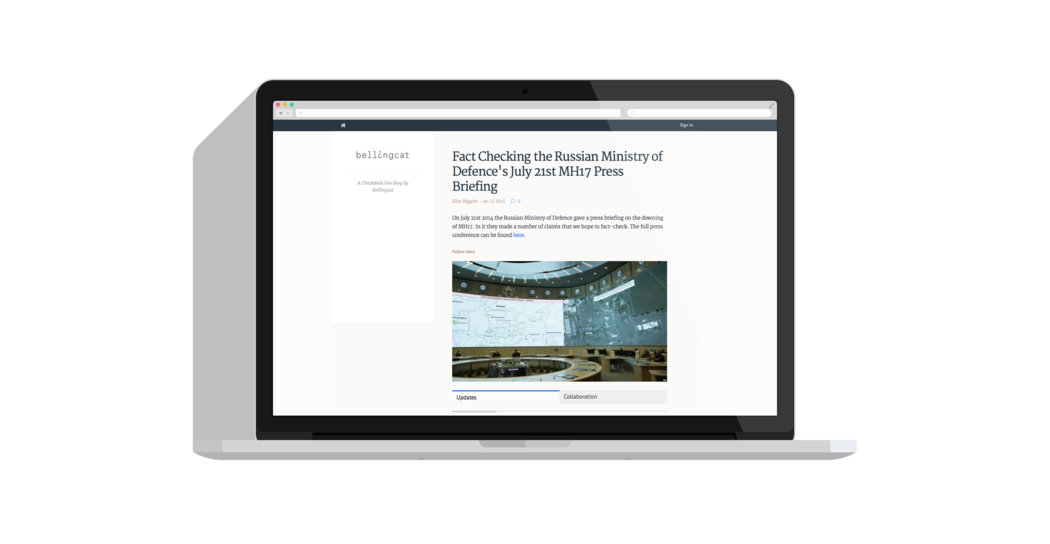 Sign in
bellingcat
A Checkdesk live blog by
Bellingcat
Fact Checking the Russian Ministry of
Defence's July 21st MH17 Press
Briefing
Eliot Higgins – Jan 12 2015 0
On July 21st 2014 the Russian Ministry of Defence gave a press briefing on the downing
of MH17. In it they made a number of claims that we hope to fact-check. The full press
conference can be found here.
Follow story
Updates
Collaboration